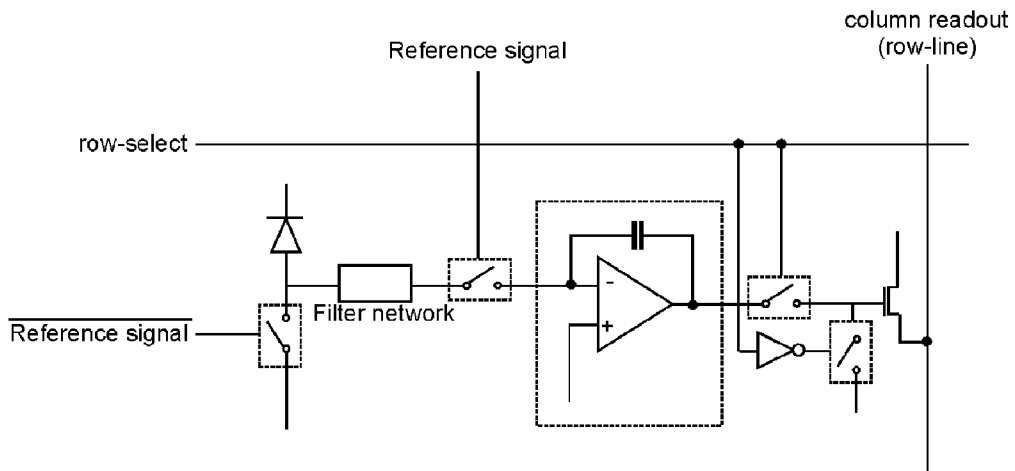 column readout
(row-line)
Reference signal
row-select
Filter network
Reference signal
-
+